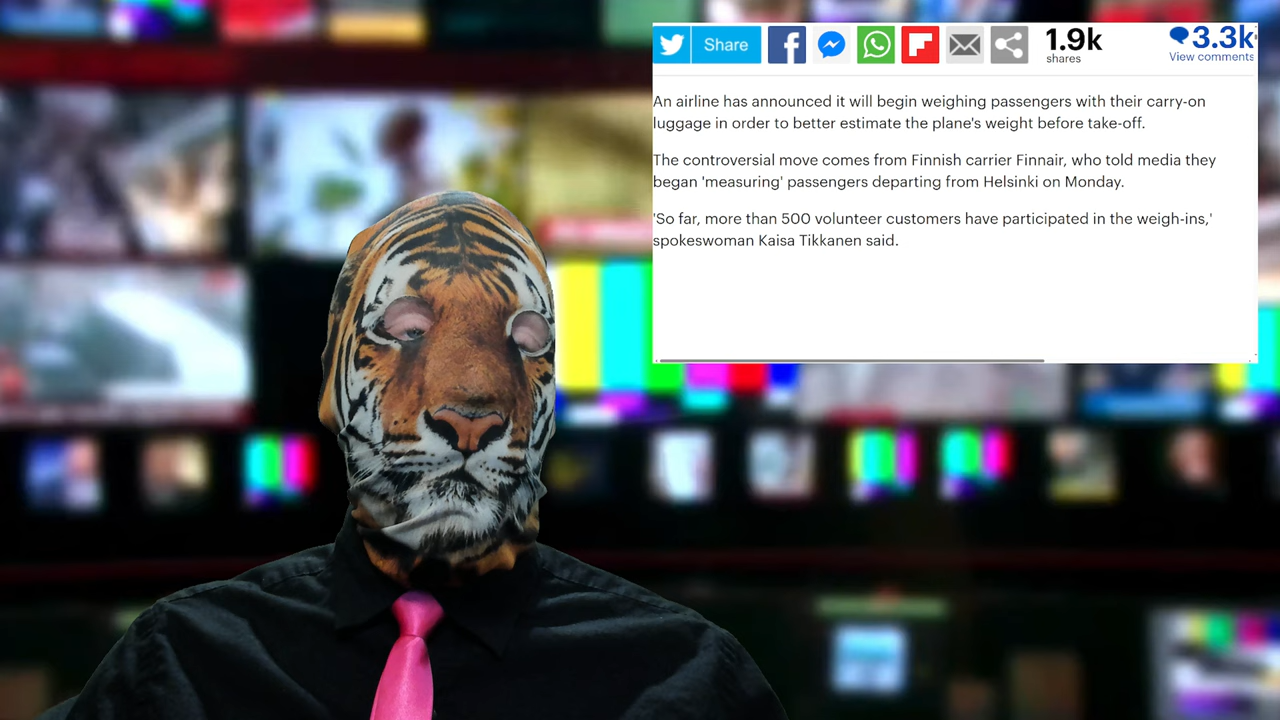 Share
1.9k
shares
3.3k
View comments
An airline has announced it will begin weighing passengers with their carry-on
luggage in order to better estimate the plane's weight before take-off.
The controversial move comes from Finnish carrier Finnair, who told media they
began 'measuring' passengers departing from Helsinki on Monday.
'So far, more than 500 volunteer customers have participated in the weigh-ins,'
spokeswoman Kaisa Tikkanen said.